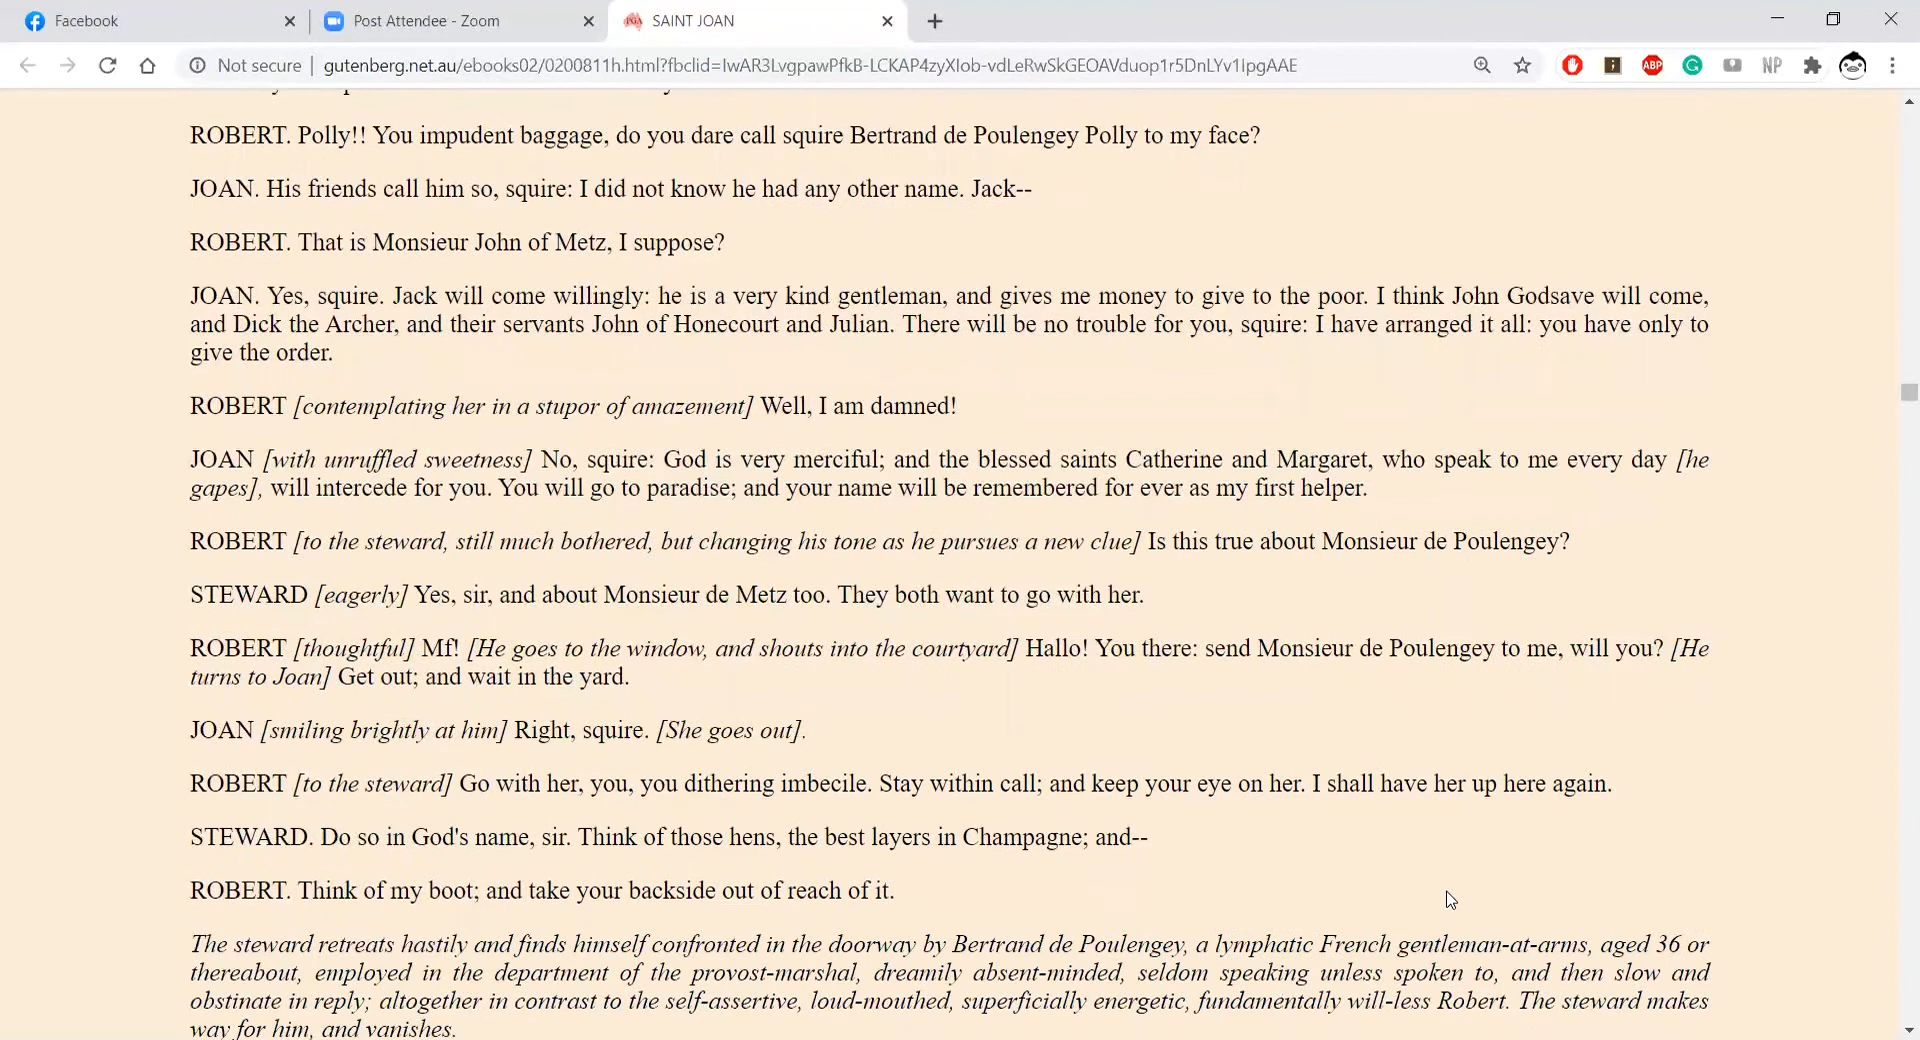 Facebook
Post Attendee - Zoom
SAINT JOAN
Not secure
gutenberg.net.au/ebooks02/0200811h.html?fbclid=IwAR3LvgpawPfkB-LCKAP4zyXIob-vdLeRwSkGEOAVduop1r5DnLYv1IpgAAE
ABP
NP
ROBERT. Polly!! You impudent baggage, do you dare call squire Bertrand de Poulengey Polly to my face?
JOAN. His friends call him so, squire: I did not know he had any other name. Jack--
ROBERT. That is Monsieur John of Metz, I suppose?
JOAN. Yes, squire. Jack will come willingly: he is a very kind gentleman, and gives me money to give to the poor. I think John Godsave will come,
and Dick the Archer, and their servants John of Honecourt and Julian. There will be no trouble for you, squire: I have arranged it all: you have only to
give the order.
ROBERT [contemplating her in a stupor of amazement] Well, I am damned!
JOAN [with unruffled sweetness] No, squire: God is very merciful; and the blessed saints Catherine and Margaret, who speak to me every day [he
gapes], will intercede for you. You will go to paradise; and your name will be remembered for ever as my first helper.
ROBERT [to the steward, still much bothered, but changing his tone as he pursues a new clue] Is this true about Monsieur de Poulengey?
STEWARD [eagerly] Yes, sir, and about Monsieur de Metz too. They both want to go with her.
ROBERT [thoughtful] Mf! [He goes to the window, and shouts into the courtyard] Hallo! You there: send Monsieur de Poulengey to me, will you? [He
turns to Joan] Get out; and wait in the yard.
JOAN [smiling brightly at him] Right, squire. [She goes out].
ROBERT [to the steward] Go with her, you, you dithering imbecile. Stay within call; and keep your eye on her. I shall have her up here again.
STEWARD. Do so in God's name, sir. Think of those hens, the best layers in Champagne; and--
ROBERT. Think of my boot; and take your backside out of reach of it.
The steward retreats hastily and finds himself confronted in the doorway by Bertrand de Poulengey, a lymphatic French gentleman-at-arms, aged 36 or
thereabout, employed in the department of the provost-marshal, dreamily absent-minded, seldom speaking unless spoken to, and then slow and
obstinate in reply; altogether in contrast to the self-assertive, loud-mouthed, superficially energetic, fundamentally will-less Robert. The steward makes
way for him, and vanishes.